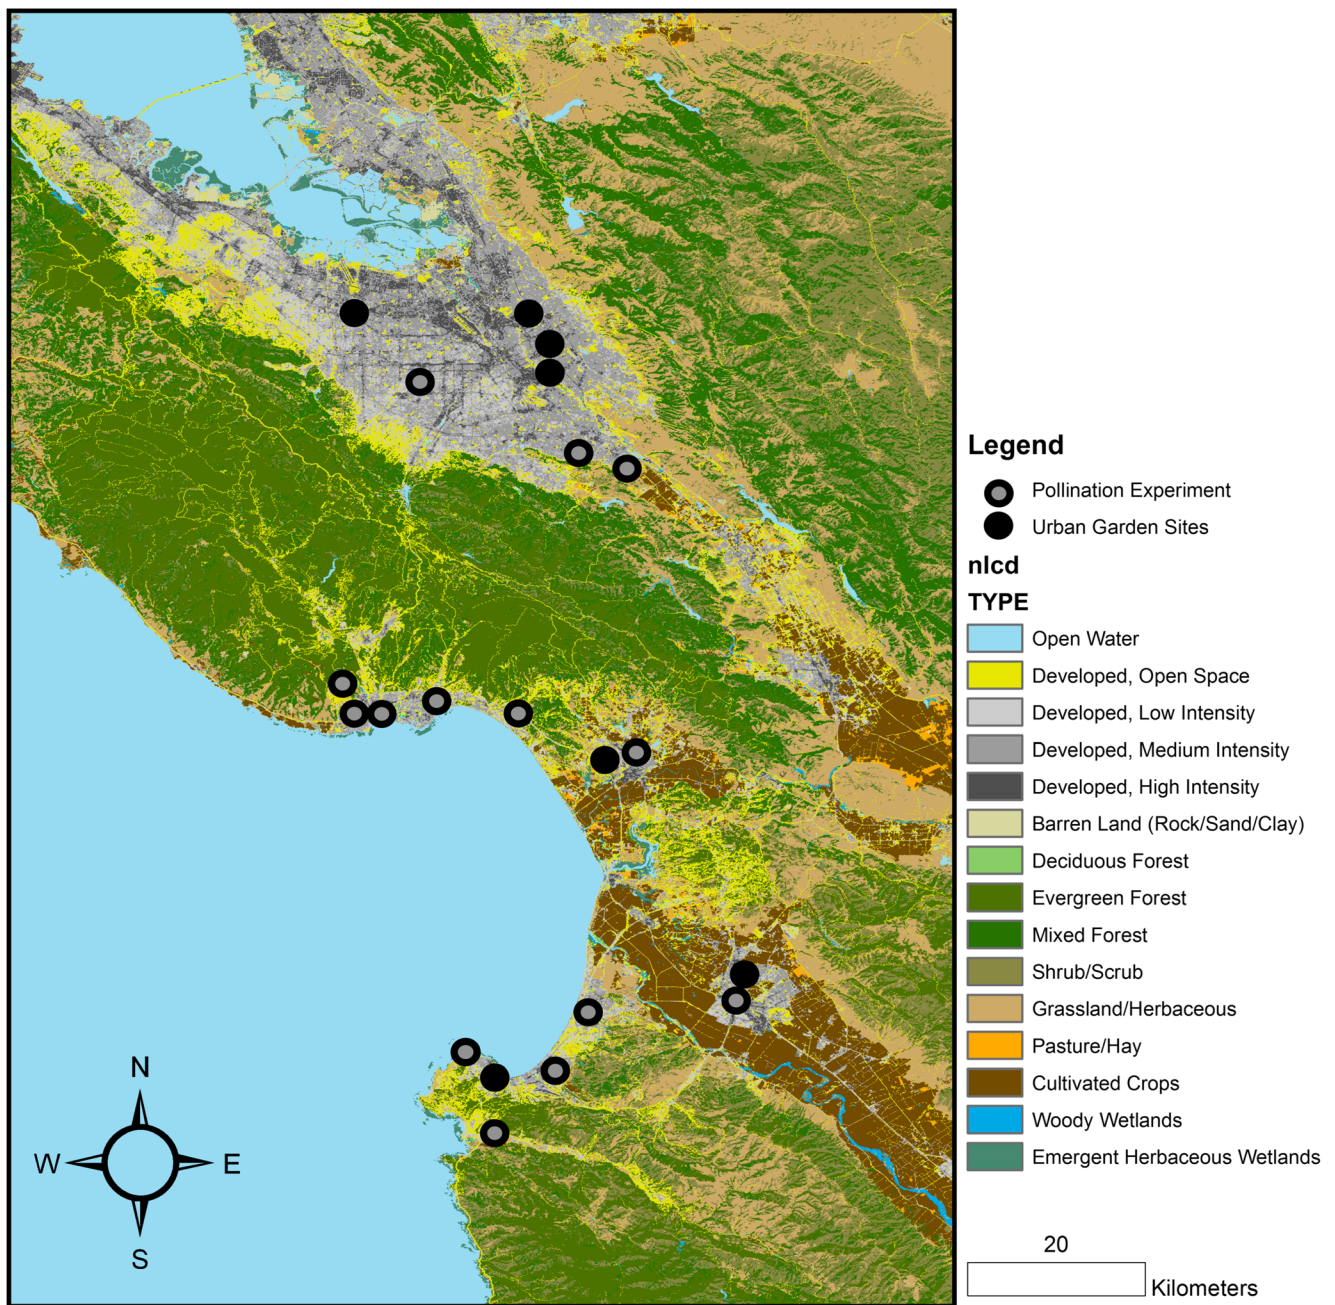 Legend
Pollination Experiment
Urban Garden Sites
nlcd
TYPE
Open Water
Developed, Open Space
Developed, Low Intensity
Developed, Medium Intensity
Developed, High Intensity
Barren Land (Rock/Sand/Clay)
Deciduous Forest
Evergreen Forest
Mixed Forest
Shrub/Scrub
Grassland/Herbaceous
Pasture/Hay
Cultivated Crops
Woody Wetlands
Emergent Herbaceous Wetlands
N
W E
S
20
Kilometers